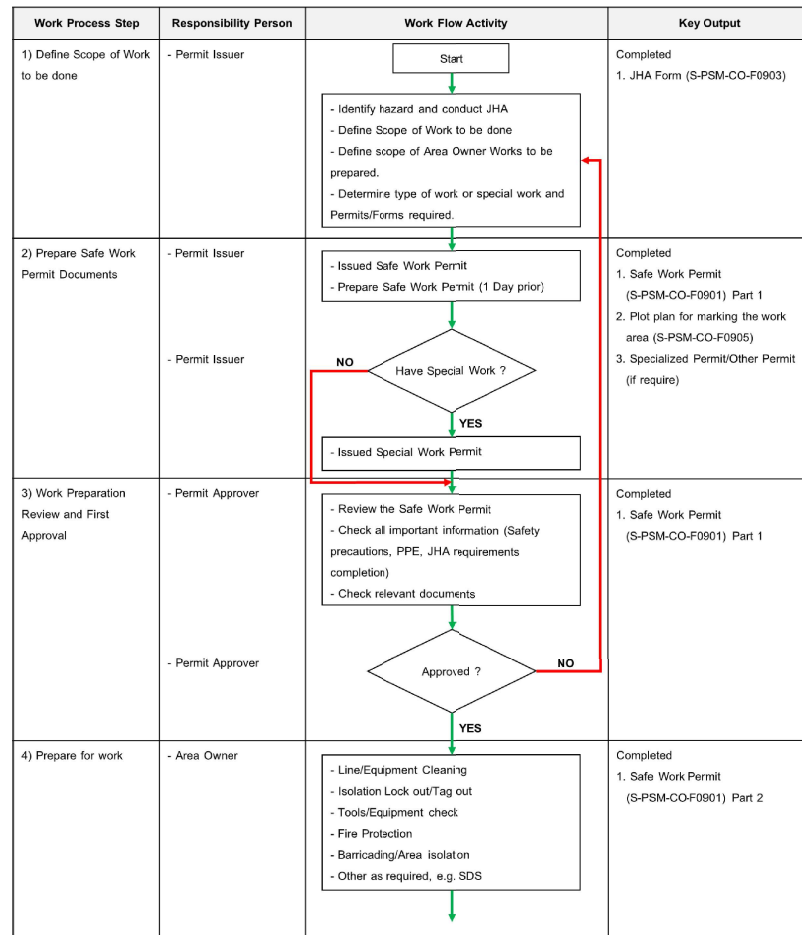 Work Process Step
Responsibility Person
Work Flow Activity
Key Output
1) Define Scope of Work
to be done
- Permit Issuer
Start
- Identify hazard and conduct JHA
- Define Scope of Work to be done
- Define scope of Area Owner Works to be
prepared.
- Determine type of work or special work and
Permits/Forms required.
Completed
1. JHA Form (S-PSM-CO-F0903)
2) Prepare Safe Work
Permit Documents
- Permit Issuer
- Permit Issuer
- Issued Safe Work Permit
- Prepare Safe Work Permit (1 Day prior)
NO
Have Special Work ?
YES
- Issued Special Work Permit
Completed
1. Safe Work Permit
(S-PSM-CO-F0901) Part 1
2. Plot plan for marking the work
area (S-PSM-CO-F0905)
3. Specialized Permit/Other Permit
(if require)
3) Work Preparation
Review and First
Approval
- Permit Approver
- Permit Approver
- Review the Safe Work Permit
- Check all important information (Safety
precautions, PPE, JHA requirements
completion)
- Check relevant documents
Approved ?
NO
YES
Completed
1. Safe Work Permit
(S-PSM-CO-F0901) Part 1
4) Prepare for work
- Area Owner
- Line/Equipment Cleaning
- Isolation Lock out/Tag out
- Tools/Equipment check
- Fire Protection
- Barricading/Area isolaton
- Other as required, e.g. SDS
Completed
1. Safe Work Permit
(S-PSM-CO-F0901) Part 2